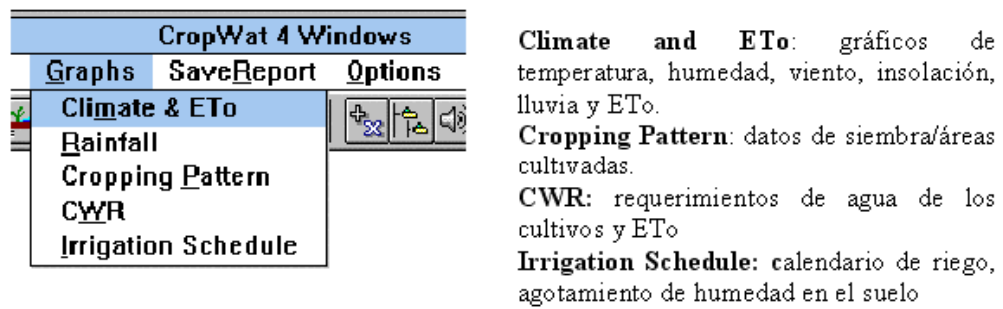 CropWat 4 Windows
Graphs SaveReport Options
Climate & ETo
Rainfall
Cropping Pattern
CWR
Irrigation Schedule
Climate and ETo: gráficos de
temperatura, humedad, viento, insolación,
lluvia y ETo.
Cropping Pattern: datos de siembra/áreas
cultivadas.
CWR: requerimientos de agua de los
cultivos y ETo
Irrigation Schedule: calendario de riego,
agotamiento de humedad en el suelo